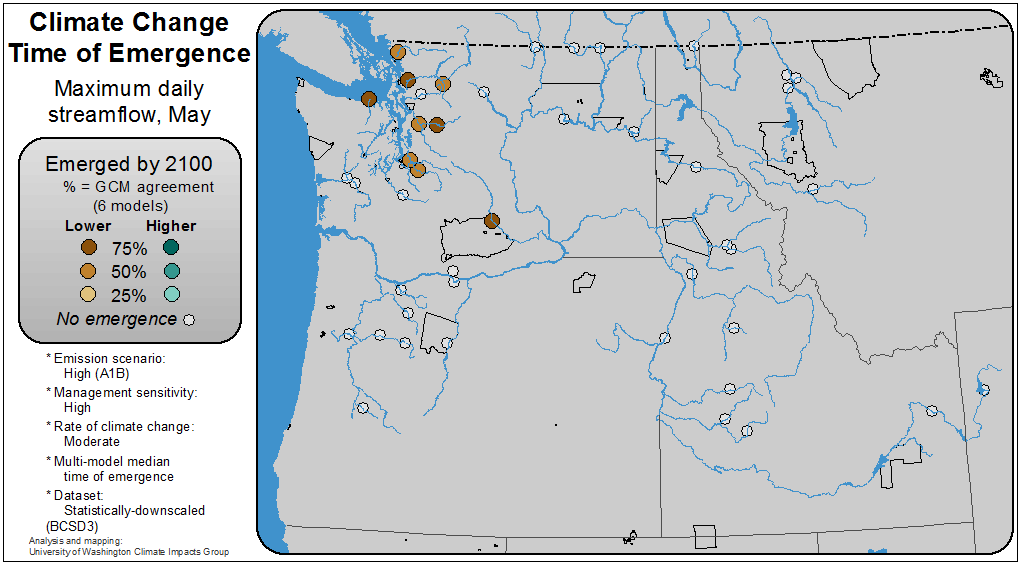 Climate Change
Time of Emergence
Maximum daily
streamflow, May
Emerged by 2100
% = GCM agreement
(6 models)
Lower Higher
75%
50%
25%
No emergence
* Emission scenario:
High (A1B)
* Management sensitivity:
High
* Rate of climate change:
Moderate
* Multi-model median
time of emergence
* Dataset:
Statistically-downscaled
(BCSD3)
Analysis and mapping:
University of Washington Climate Impacts Group